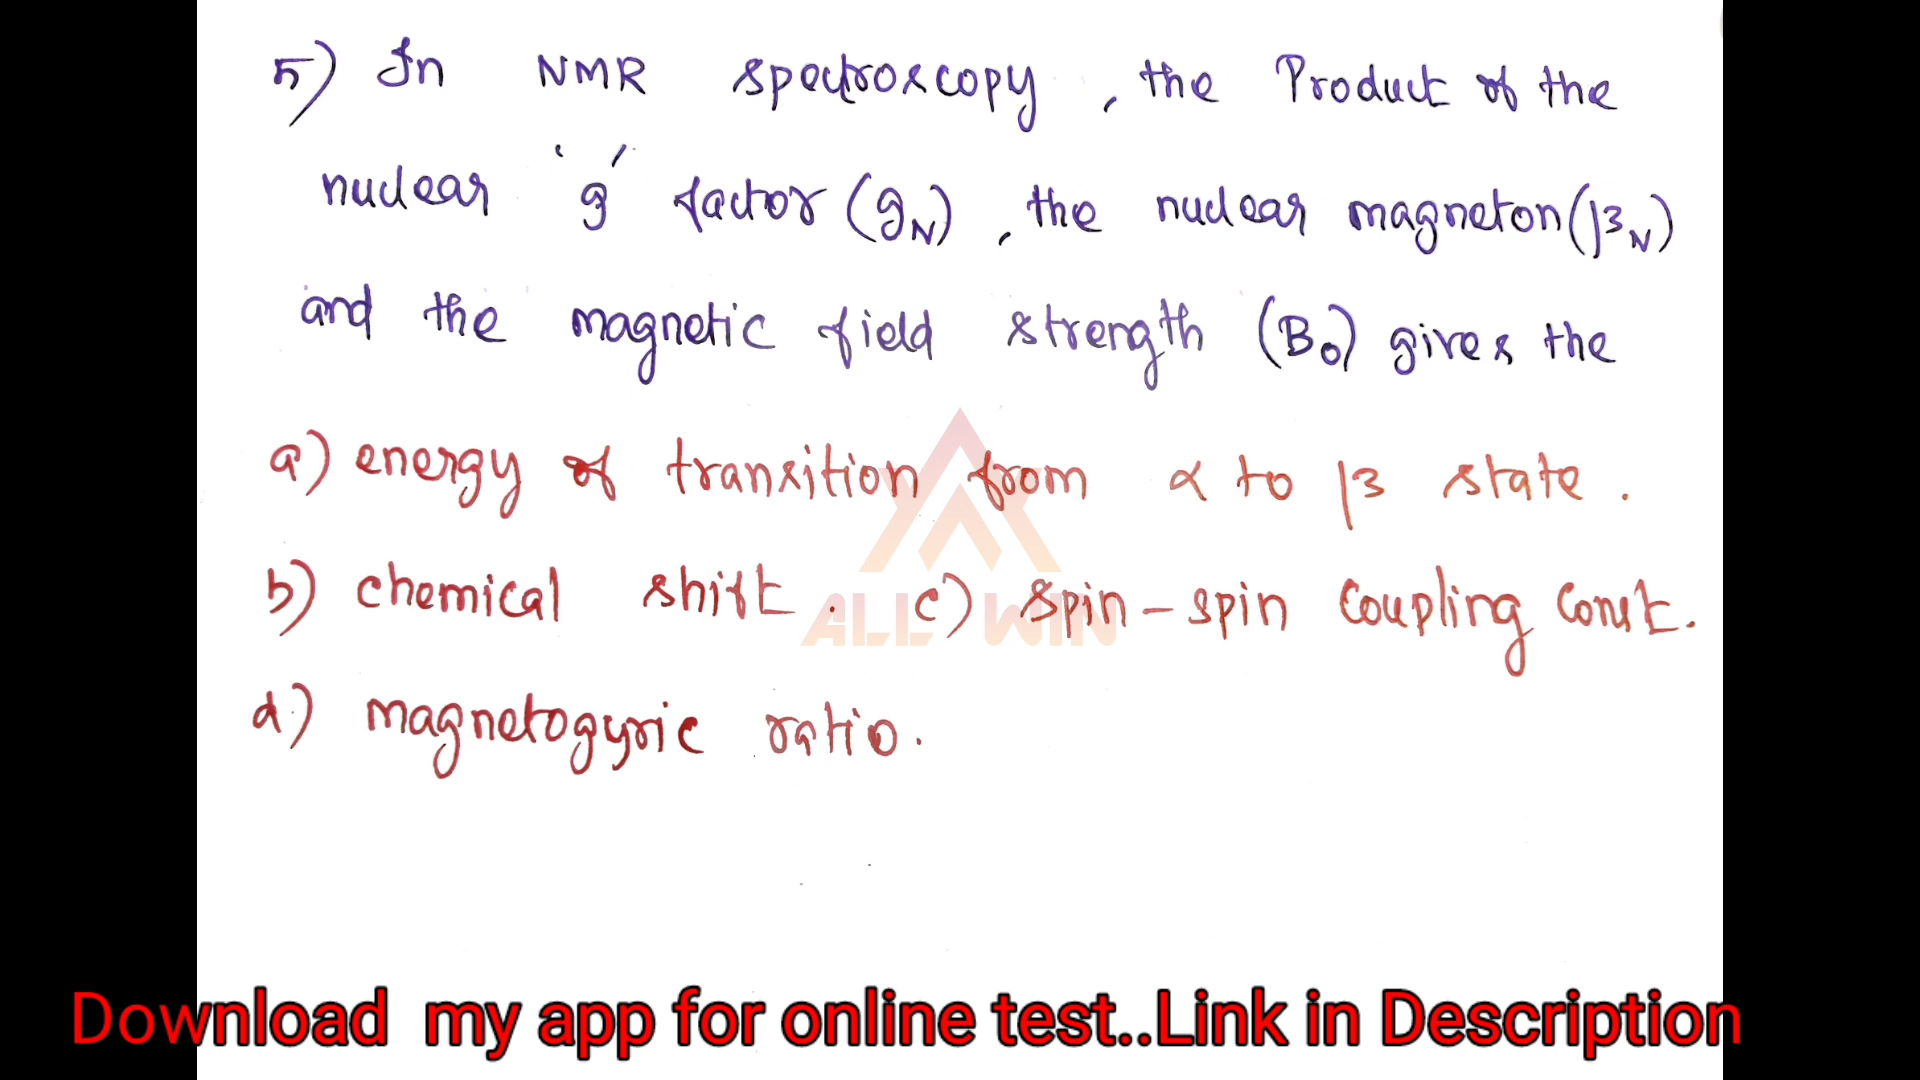 5) In NMR spectroscopy, the Product of the
nuclear 'g' factor (gN), the nuclear magneton (βN)
and the magnetic field strength (B0) gives the
a) energy of transition from α to β state.
b) chemical shift. c) spin-spin coupling const.
d) magnetogyric ratio.
ALL WIN
Download my app for online test..Link in Description